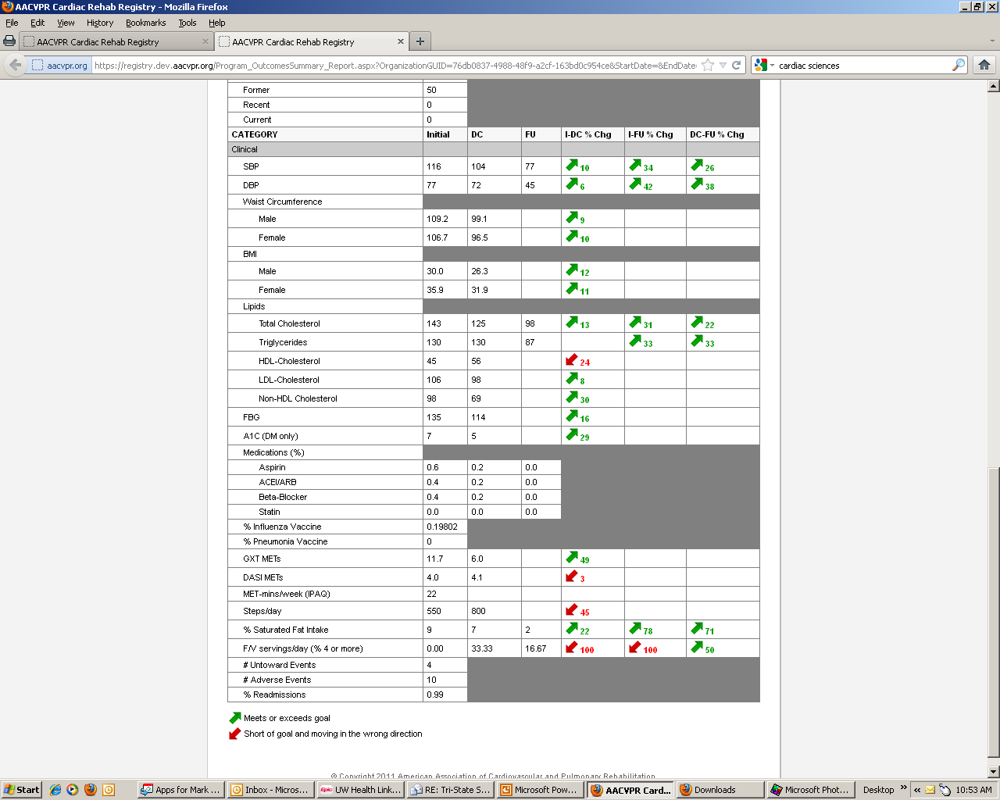 AACVPR Cardiac Rehab Registry - Mozilla Firefox
File Edit View History Bookmarks Tools Help
AACVPR Cardiac Rehab Registry AACVPR Cardiac Rehab Registry
aacvpr.org https://registry.dev.aacvpr.org/Program_OutcomesSummary_Report.aspx?OrganizationGUID=76db0837-4988-48f9-a2cf-163bd0c954ce&StartDate=&EndDate= cardiac sciences
Former 50
Recent 0
Current 0
CATEGORY Initial DC FU I-DC % Chg I-FU % Chg DC-FU % Chg
Clinical
SBP 116 104 77 10 34 26
DBP 77 72 45 6 42 38
Waist Circumference
Male 109.2 99.1 9
Female 106.7 96.5 10
BMI
Male 30.0 26.3 12
Female 35.9 31.9 11
Lipids
Total Cholesterol 143 125 98 13 31 22
Triglycerides 130 130 87 33 33
HDL-Cholesterol 45 56 24
LDL-Cholesterol 106 98 8
Non-HDL Cholesterol 98 69 30
FBG 135 114 16
A1C (DM only) 7 5 29
Medications (%)
Aspirin 0.6 0.2 0.0
ACEI/ARB 0.4 0.2 0.0
Beta-Blocker 0.4 0.2 0.0
Statin 0.0 0.0 0.0
% Influenza Vaccine 0.19802
% Pneumonia Vaccine 0
GXT METs 11.7 6.0 49
DASI METs 4.0 4.1 3
MET-mins/week (IPAQ) 22
Steps/day 550 800 45
% Saturated Fat Intake 9 7 2 22 78 71
F/V servings/day (% 4 or more) 0.00 33.33 16.67 100 100 50
# Untoward Events 4
# Adverse Events 10
% Readmissions 0.99
Meets or exceeds goal
Short of goal and moving in the wrong direction
© Copyright 2011 American Association of Cardiovascular and Pulmonary Rehabilitation
Start Apps for Mark ... Inbox - Micros... UW Health Link... RE: Tri-State S... Microsoft Pow... AACVPR Card... Downloads Microsoft Phot... Desktop » « 10:53 AM